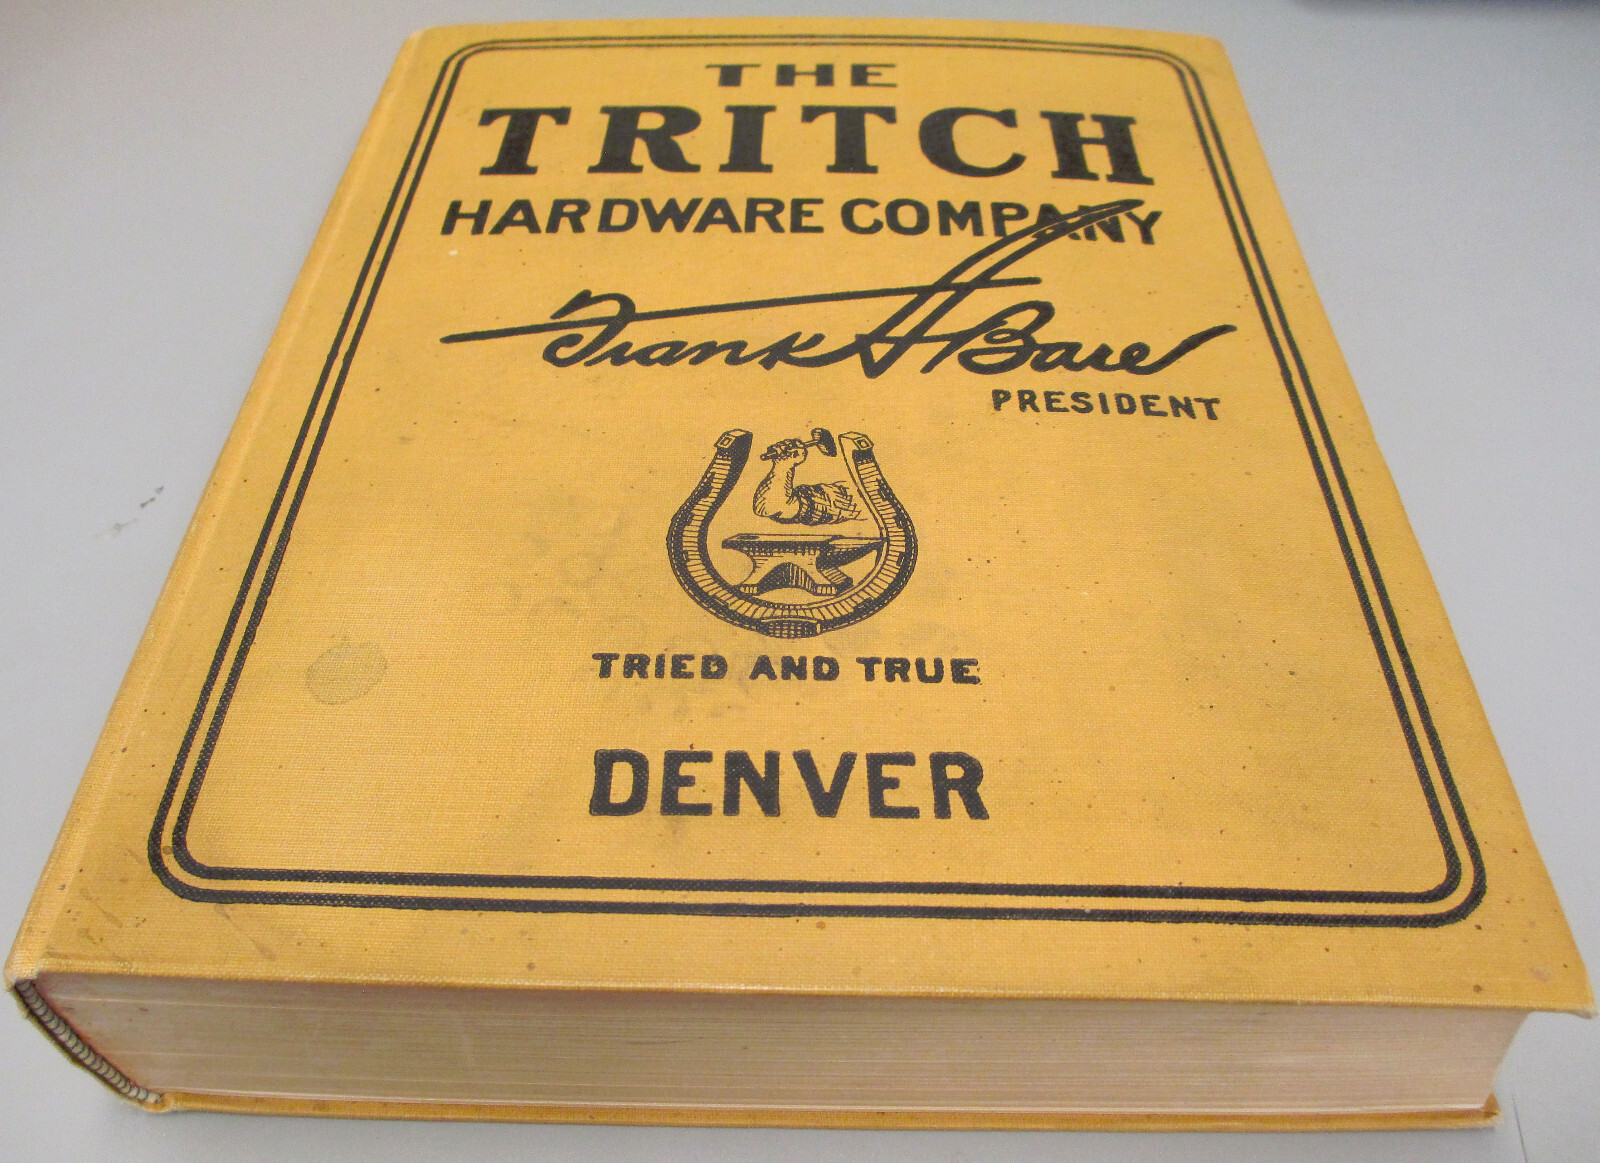 THE
TRITCH
HARDWARE COMPANY
Frank H Bare
PRESIDENT
TRIED AND TRUE
DENVER